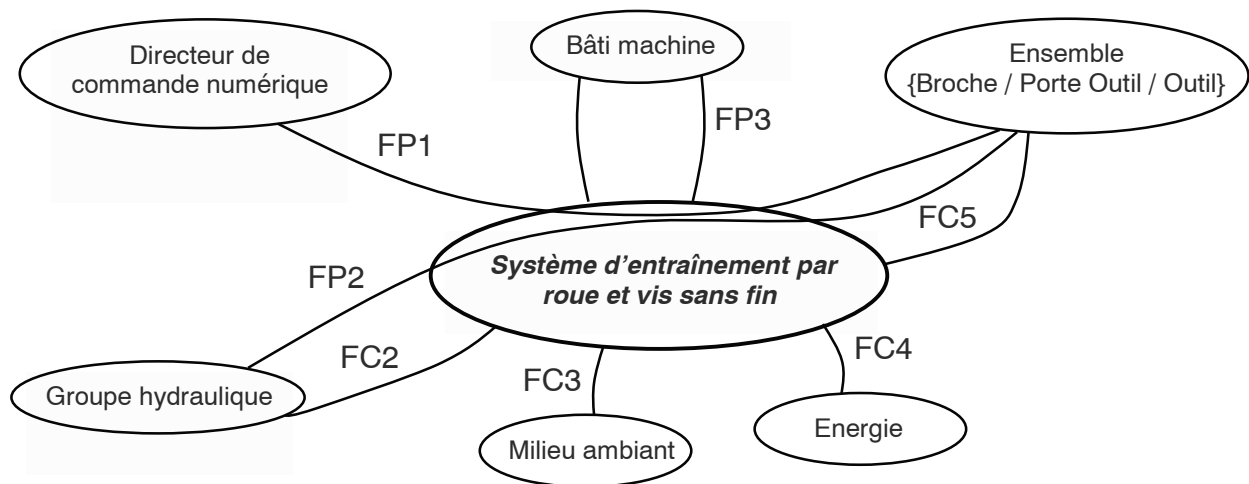 Directeur de
commande numérique
Bâti machine
Ensemble
{Broche / Porte Outil / Outil}
FP1
FP3
FC5
Système d’entraînement par
roue et vis sans fin
FP2
FC2
FC3
FC4
Groupe hydraulique
Milieu ambiant
Energie